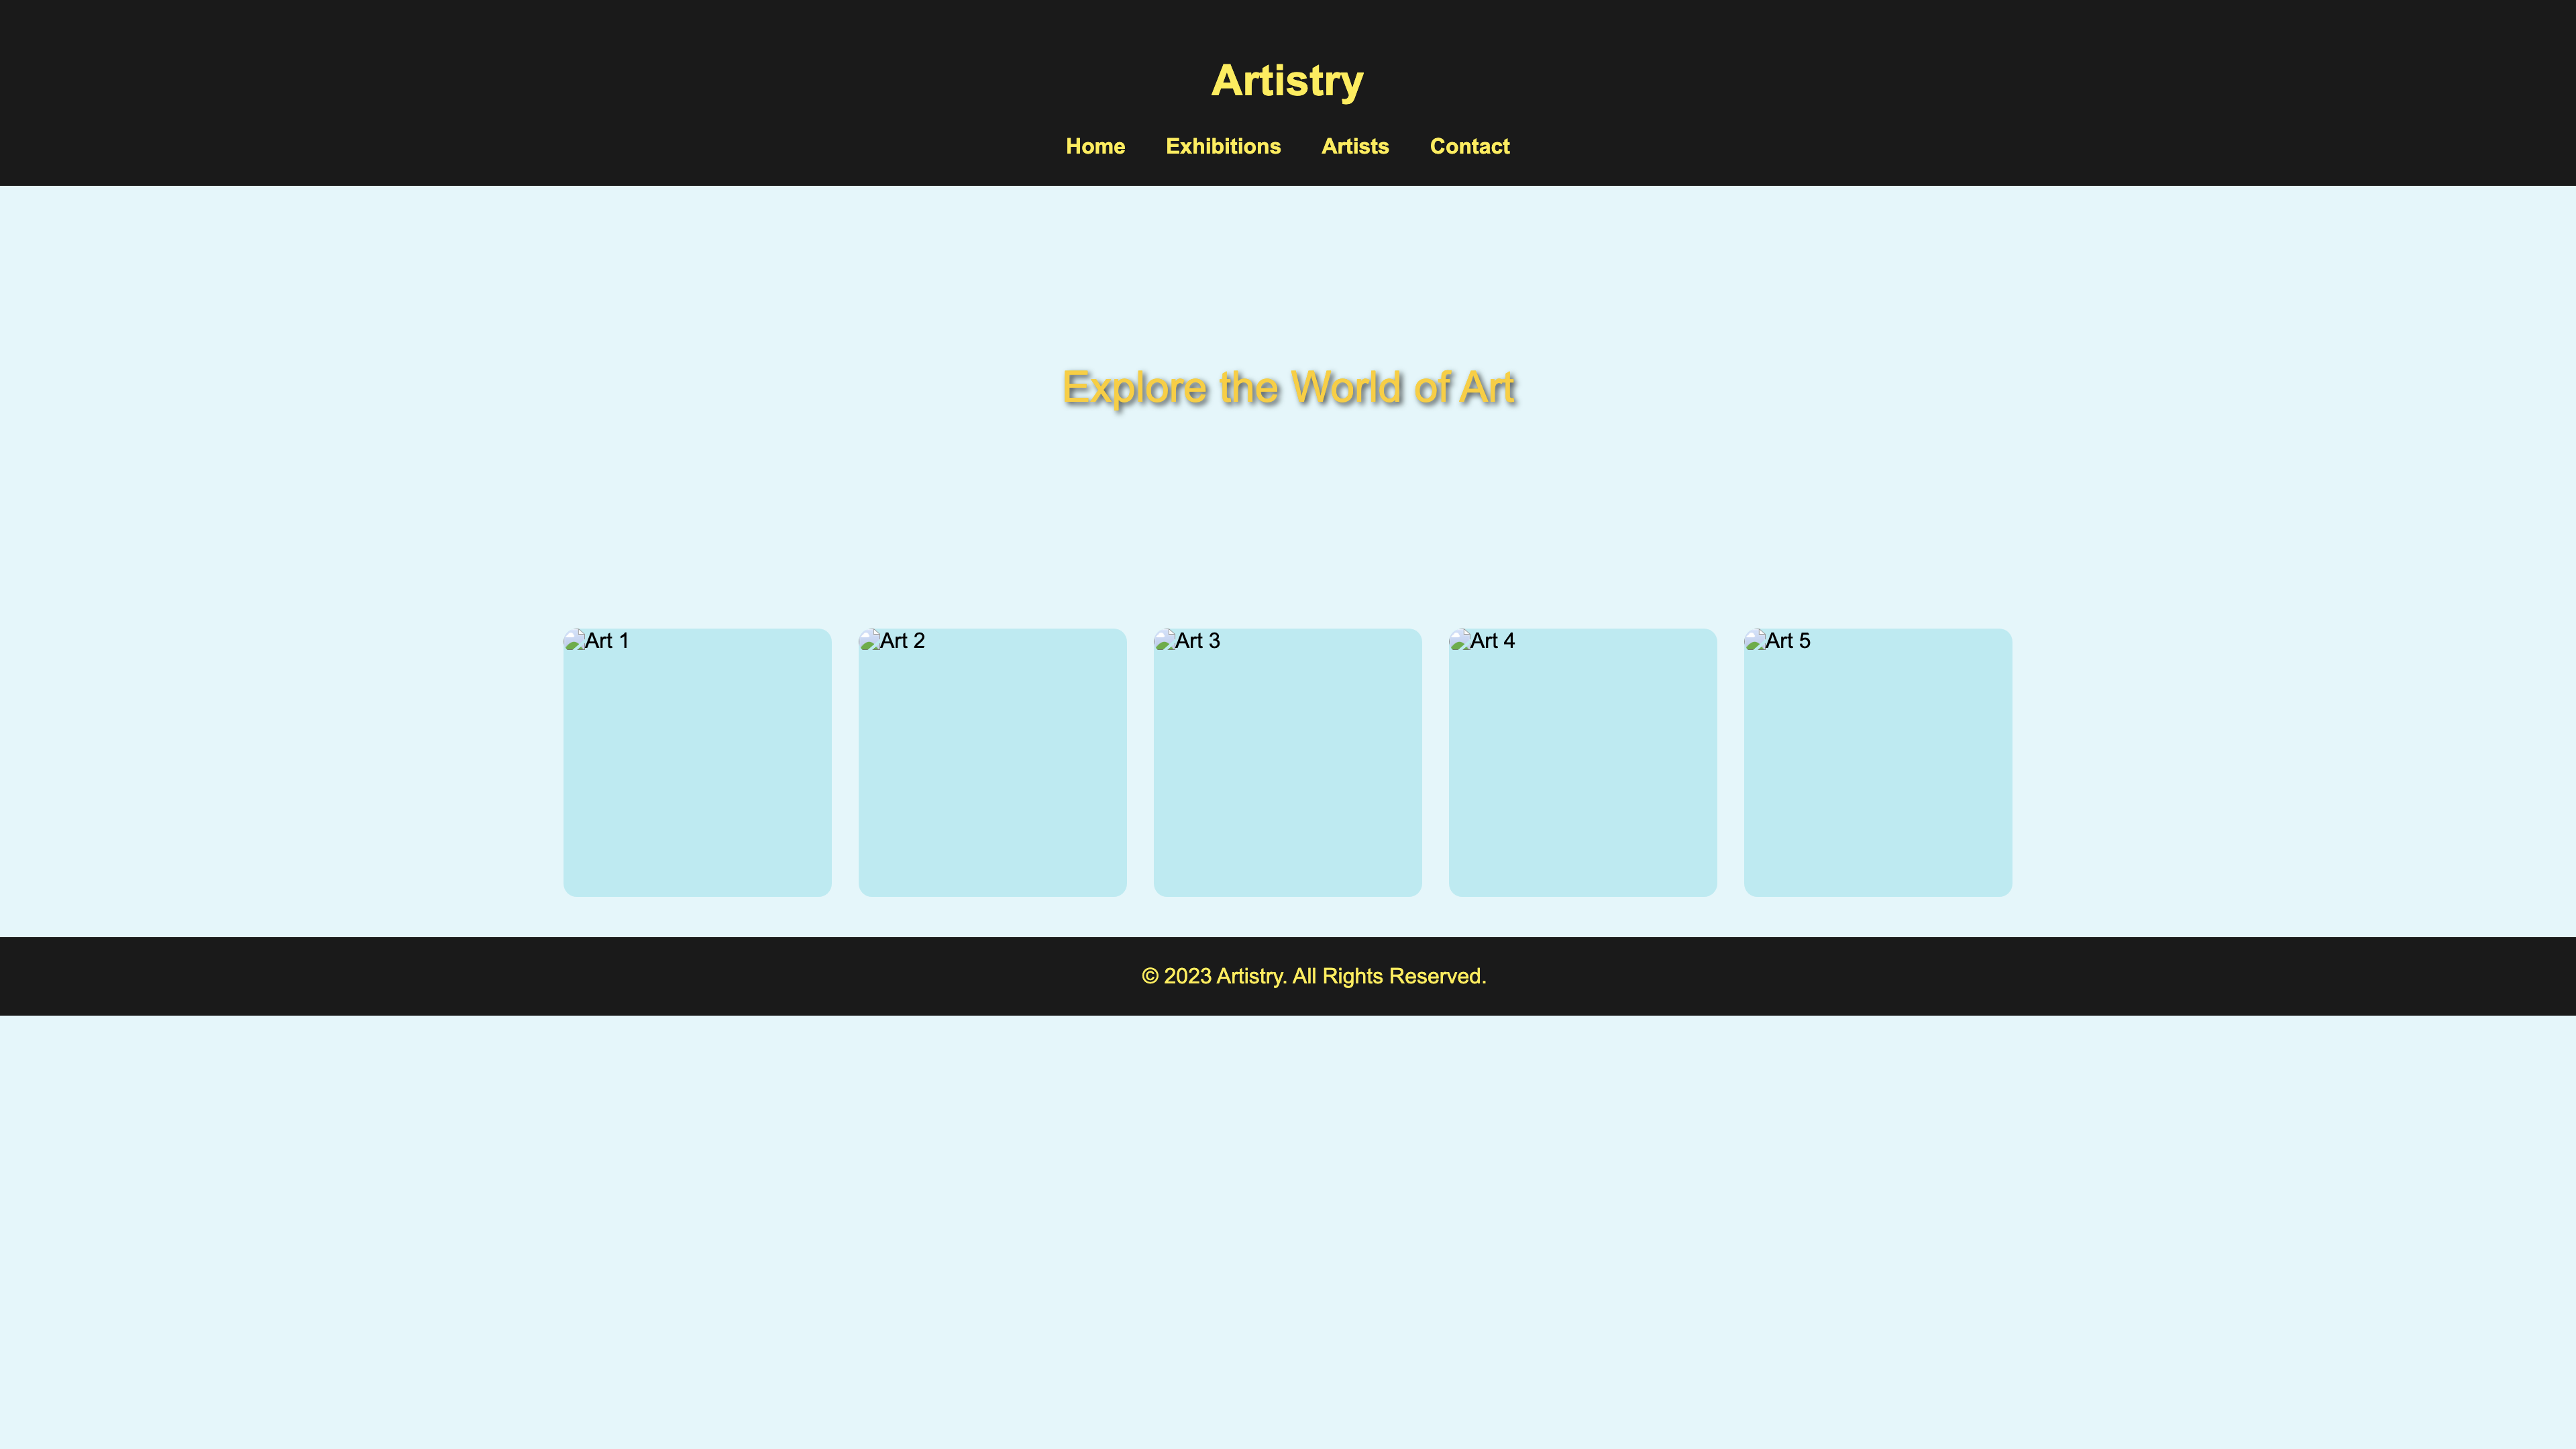 Artistry
Home Exhibitions Artists Contact
Explore the World of Art
Art 1 Art 2 Art 3 Art 4 Art 5
© 2023 Artistry. All Rights Reserved.